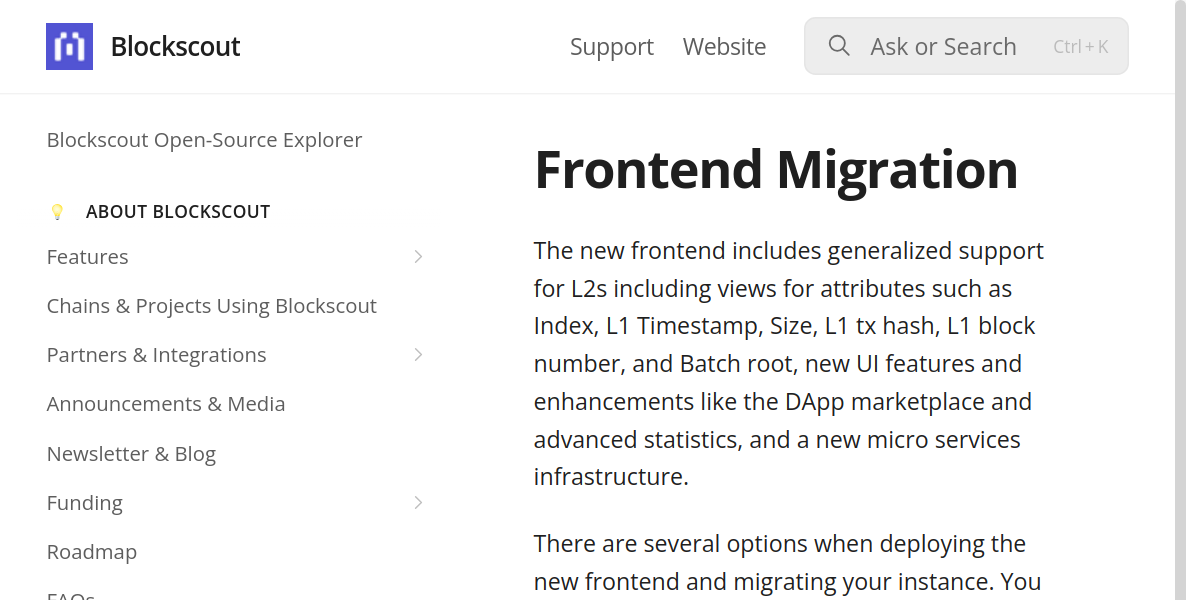 Blockscout
Support
Website
Ask or Search
Ctrl + K
Blockscout Open-Source Explorer
ABOUT BLOCKSCOUT
Features
Chains & Projects Using Blockscout
Partners & Integrations
Announcements & Media
Newsletter & Blog
Funding
Roadmap
FAQs
Frontend Migration
The new frontend includes generalized support
for L2s including views for attributes such as
Index, L1 Timestamp, Size, L1 tx hash, L1 block
number, and Batch root, new UI features and
enhancements like the DApp marketplace and
advanced statistics, and a new micro services
infrastructure.
There are several options when deploying the
new frontend and migrating your instance. You